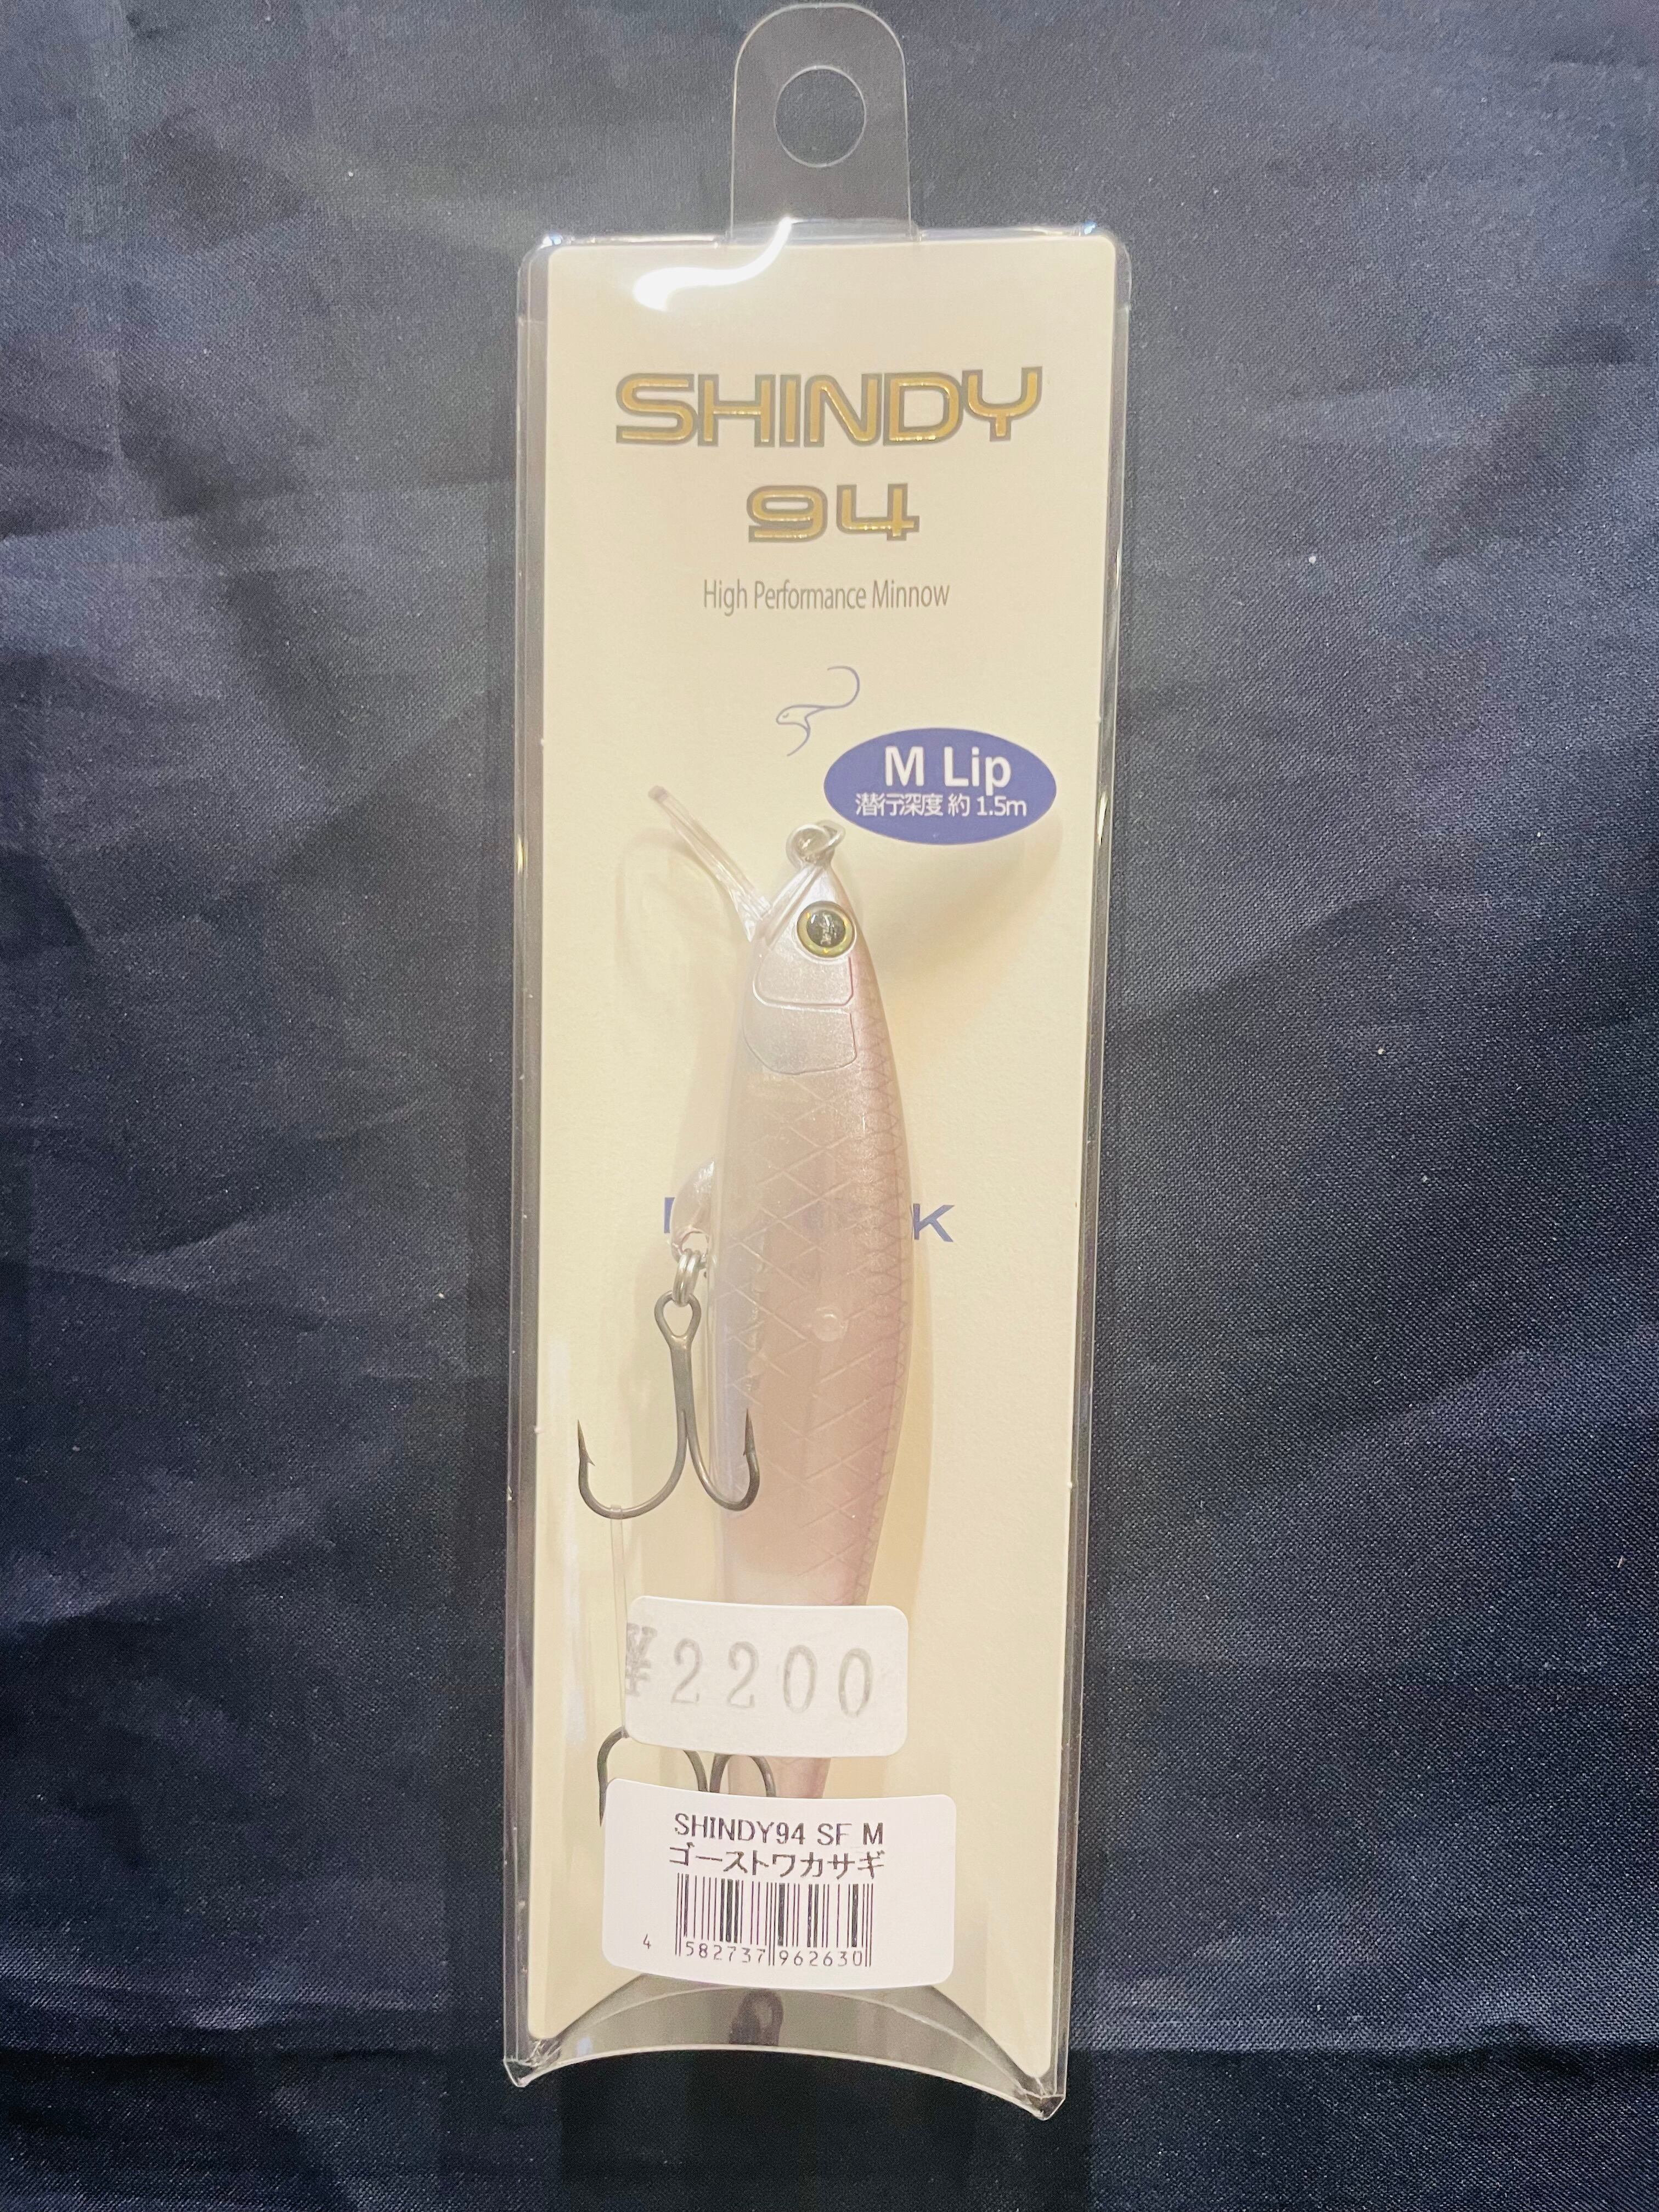 SHINDY
94
High Performance Minnow
M Lip
潜行深度 約 1.5m
K
¥2200
SHINDY94 SF M
ゴーストワカサギ
4 582737 962630